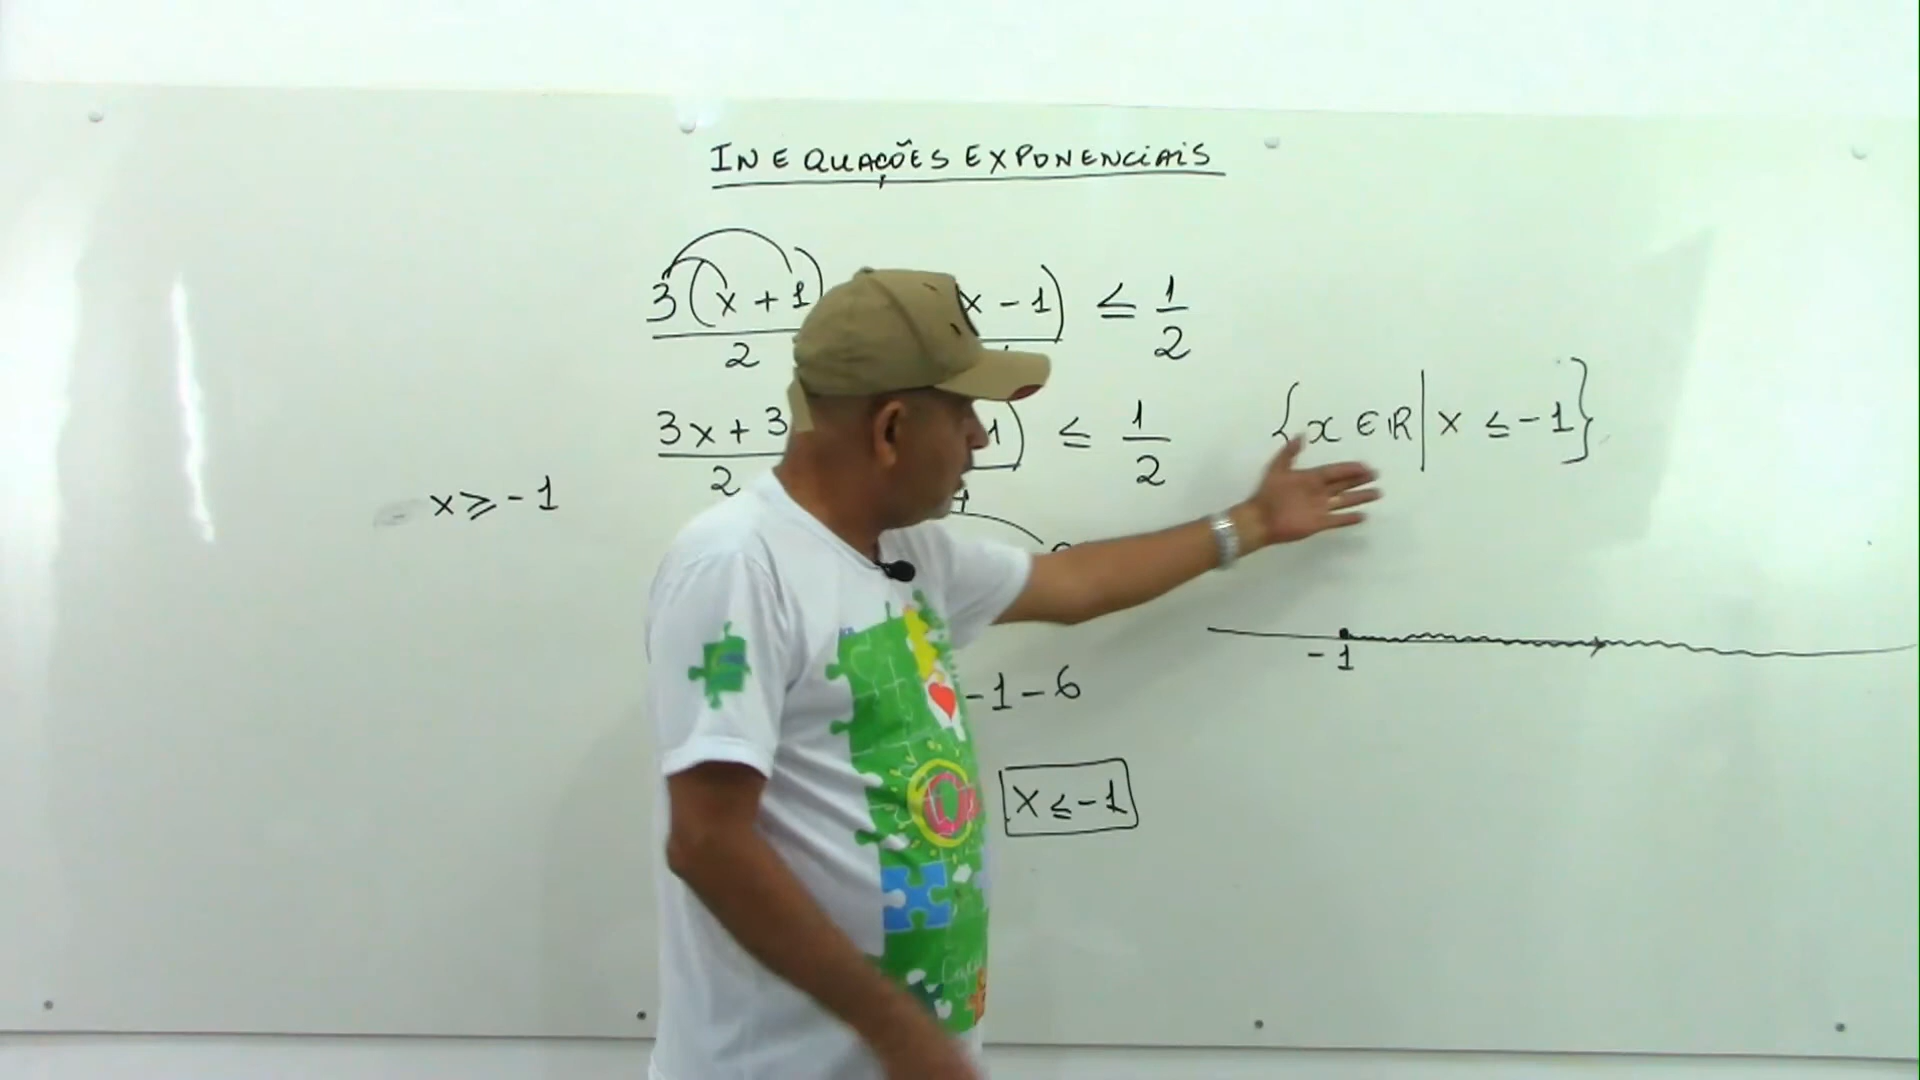 INEQUAÇÕES EXPONENCIAIS
3(x + 1) x - 1) ≤ 1/2
2
3x + 3 1) ≤ 1/2
2
{x ∈ ℝ | x ≤ -1}
x ≥ -1
-1
-1 - 6
x ≤ -1